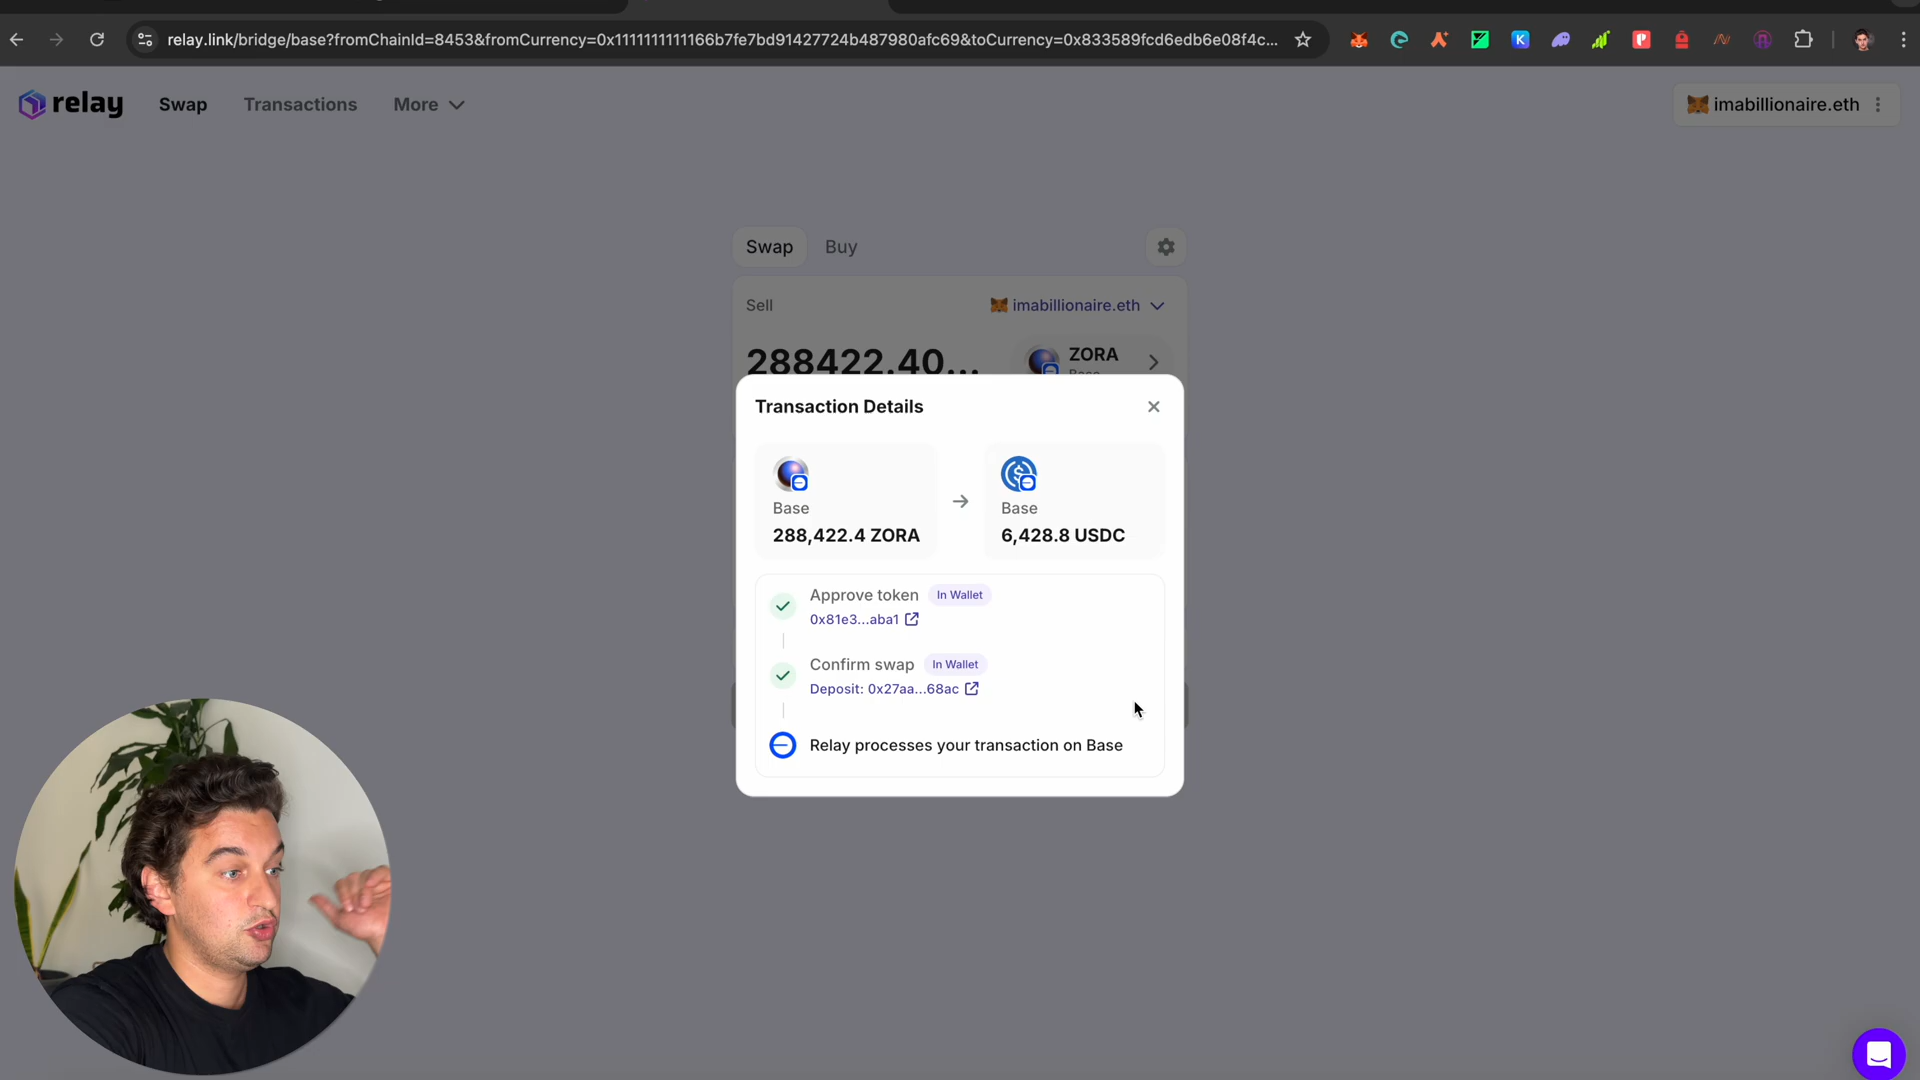 relay.link/bridge/base?fromChainId=8453&fromCurrency=0x1111111111166b7fe7bd91427724b487980afc69&toCurrency=0x833589fcd6edb6e08f4c...
relay Swap Transactions More imabillionaire.eth
Swap Buy
Sell imabillionaire.eth
288422.40... ZORA
Base
Transaction Details
Base Base
288,422.4 ZORA 6,428.8 USDC
Approve token In Wallet
0x81e3...aba1
Confirm swap In Wallet
Deposit: 0x27aa...68ac
Relay processes your transaction on Base